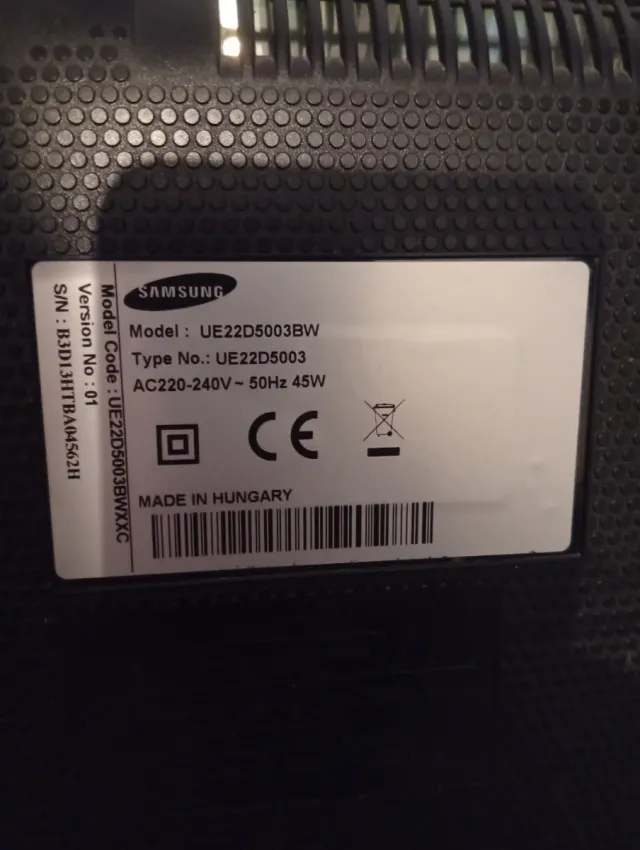 SAMSUNG
Model : UE22D5003BW
Type No.: UE22D5003
AC220-240V ~ 50Hz 45W
CE
MADE IN HUNGARY
Model Code : UE22D5003BWXXC
Version No : 01
S/N : B3D13HTBA04562H